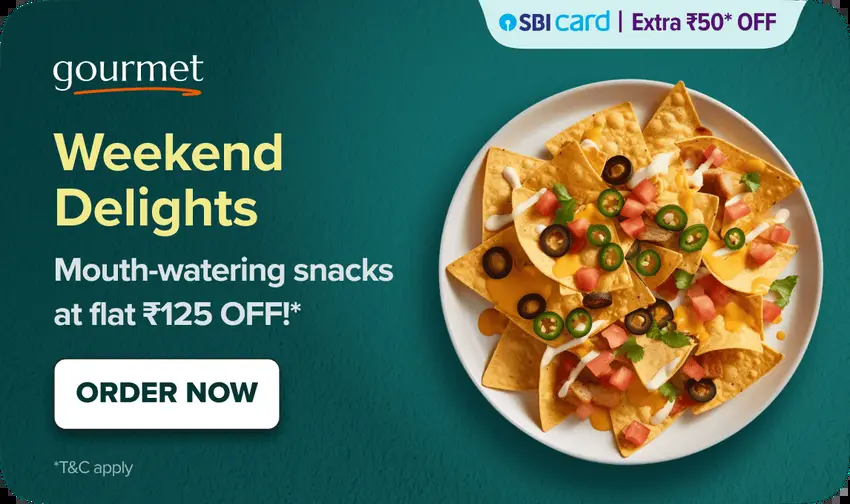 SBI card | Extra ₹50* OFF
gourmet
Weekend
Delights
Mouth-watering snacks
at flat ₹125 OFF!*
ORDER NOW
*T&C apply